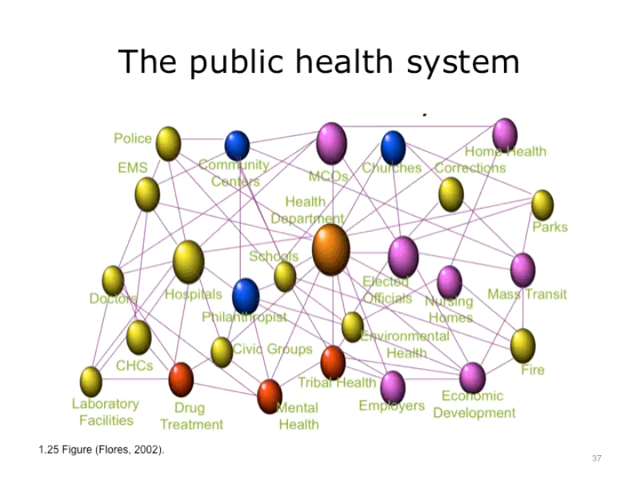 The public health system
Police
EMS
Community
Centers
MCOs
Churches
Home Health
Corrections
Health
Department
Parks
Schools
Doctors
Hospitals
Philanthropist
Elected
Officials
Nursing
Homes
Mass Transit
CHCs
Civic Groups
Environmental
Health
Fire
Tribal Health
Laboratory
Facilities
Drug
Treatment
Mental
Health
Employers
Economic
Development
1.25 Figure (Flores, 2002).
37